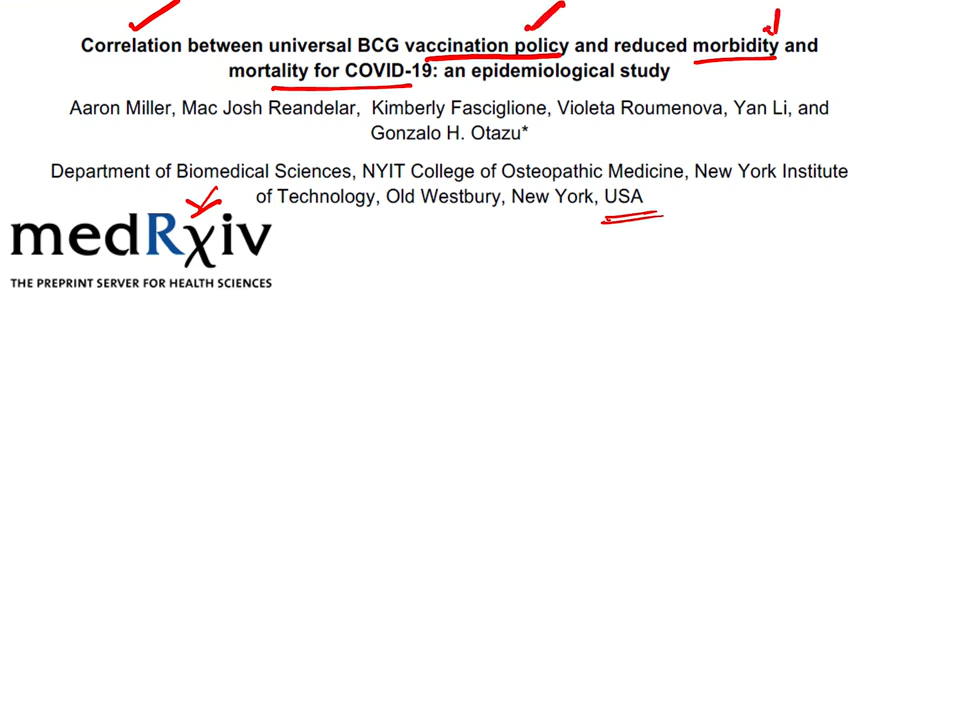 Correlation between universal BCG vaccination policy and reduced morbidity and
mortality for COVID-19: an epidemiological study
Aaron Miller, Mac Josh Reandelar, Kimberly Fasciglione, Violeta Roumenova, Yan Li, and
Gonzalo H. Otazu*
Department of Biomedical Sciences, NYIT College of Osteopathic Medicine, New York Institute
of Technology, Old Westbury, New York, USA
medRxiv
THE PREPRINT SERVER FOR HEALTH SCIENCES